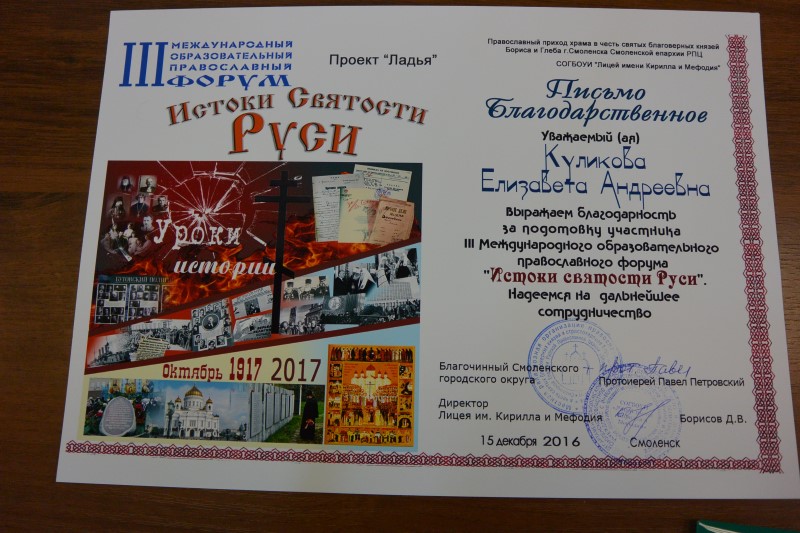 III МЕЖДУНАРОДНЫЙ
ОБРАЗОВАТЕЛЬНЫЙ
ПРАВОСЛАВНЫЙ
ФОРУМ
Проект "Ладья"
Истоки Святости
Руси
Уроки
истории
БУТОВСКИЙ ПОЛИГОН
Октябрь 1917 2017
Православный приход храма в честь святых благоверных князей
Бориса и Глеба г.Смоленска Смоленской епархии РПЦ
СОГБОУИ "Лицей имени Кирилла и Мефодия"
Письмо
Благодарственное
Уважаемый (ая)
Куликова
Елизавета Андреевна
Выражаем благодарность
за подотовку участника
III Международного образовательного
православного форума
"Истоки святости Руси".
Надеемся на дальнейшее
сотрудничество
Благочинный Смоленского
городского округа
Протоиерей Павел Петровский
Директор
Лицея им. Кирилла и Мефодия
Борисов Д.В.
15 декабря 2016
Смоленск